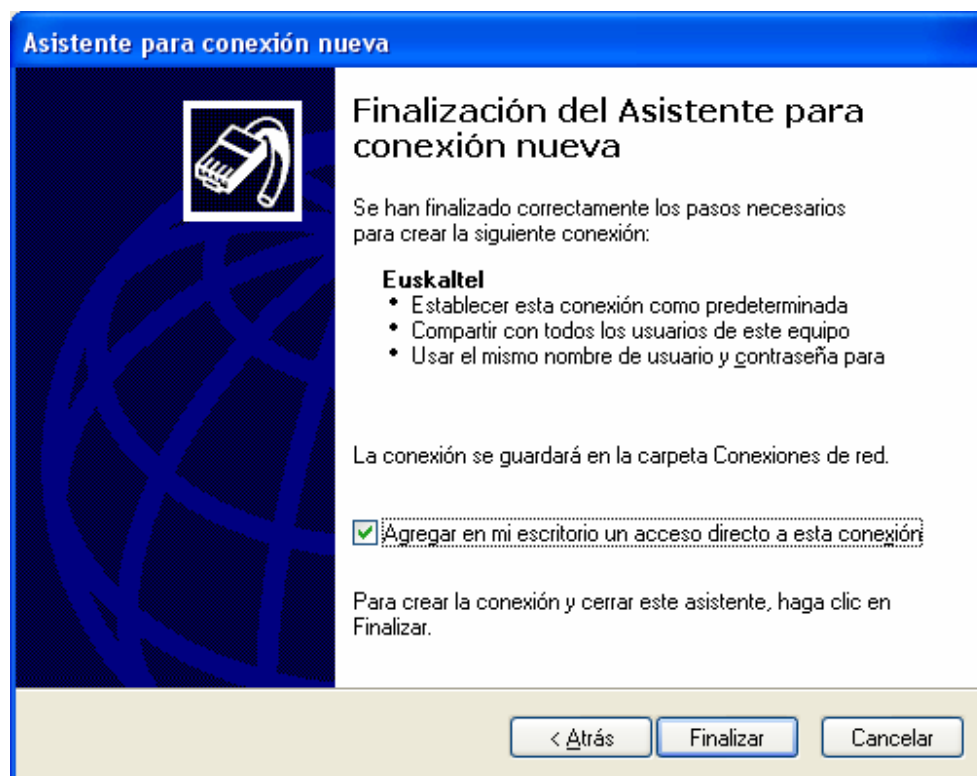 Asistente para conexión nueva
Finalización del Asistente para
conexión nueva
Se han finalizado correctamente los pasos necesarios
para crear la siguiente conexión:
Euskaltel
• Establecer esta conexión como predeterminada
• Compartir con todos los usuarios de este equipo
• Usar el mismo nombre de usuario y contraseña para
La conexión se guardará en la carpeta Conexiones de red.
Agregar en mi escritorio un acceso directo a esta conexión
Para crear la conexión y cerrar este asistente, haga clic en
Finalizar.
< Atrás Finalizar Cancelar